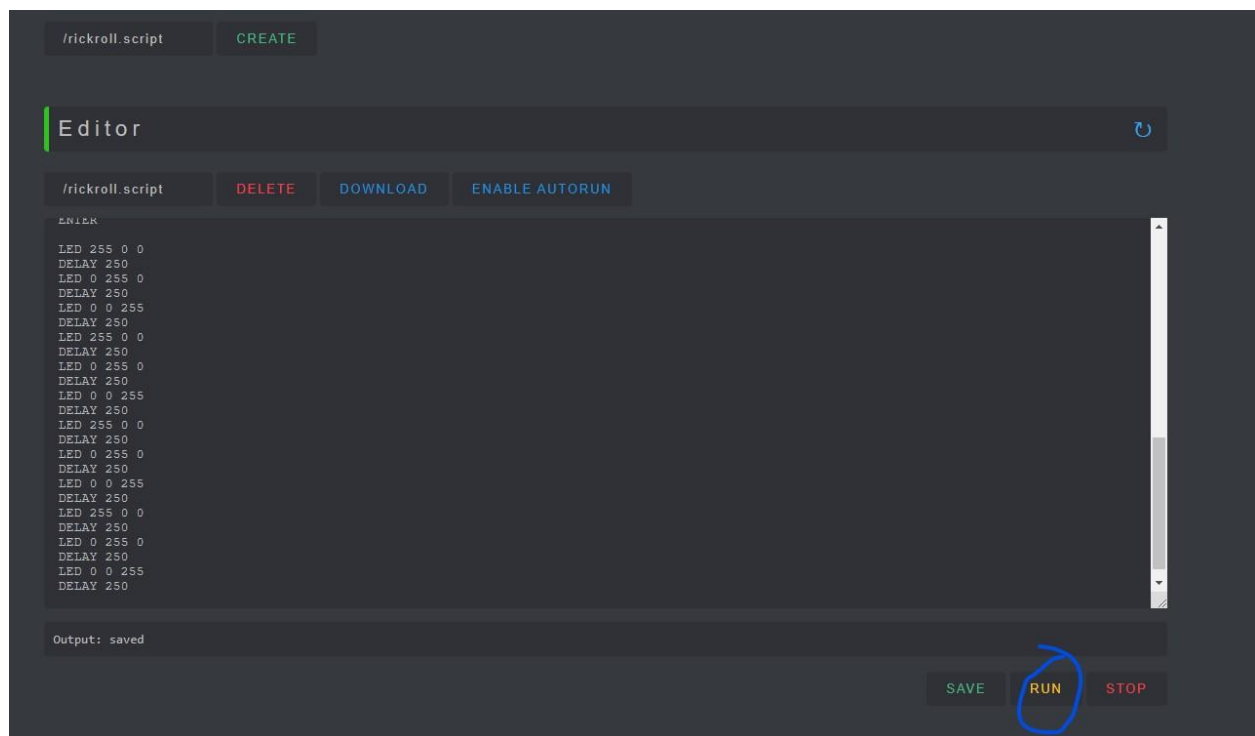 /rickroll.script CREATE
Editor
/rickroll.script DELETE DOWNLOAD ENABLE AUTORUN
ENTER
LED 255 0 0
DELAY 250
LED 0 255 0
DELAY 250
LED 0 0 255
DELAY 250
LED 255 0 0
DELAY 250
LED 0 255 0
DELAY 250
LED 0 0 255
DELAY 250
LED 255 0 0
DELAY 250
LED 0 255 0
DELAY 250
LED 0 0 255
DELAY 250
LED 255 0 0
DELAY 250
LED 0 255 0
DELAY 250
LED 0 0 255
DELAY 250
Output: saved
SAVE RUN STOP